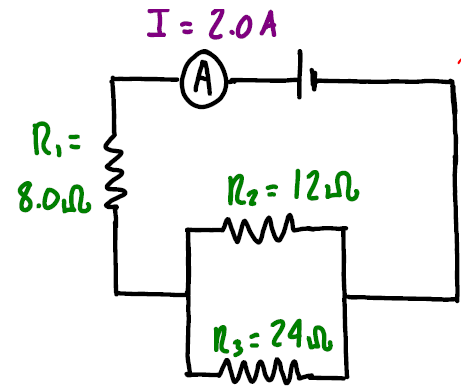 I = 2.0 A
A
R₁ =
8.0Ω
R₂ = 12Ω
R₃ = 24Ω